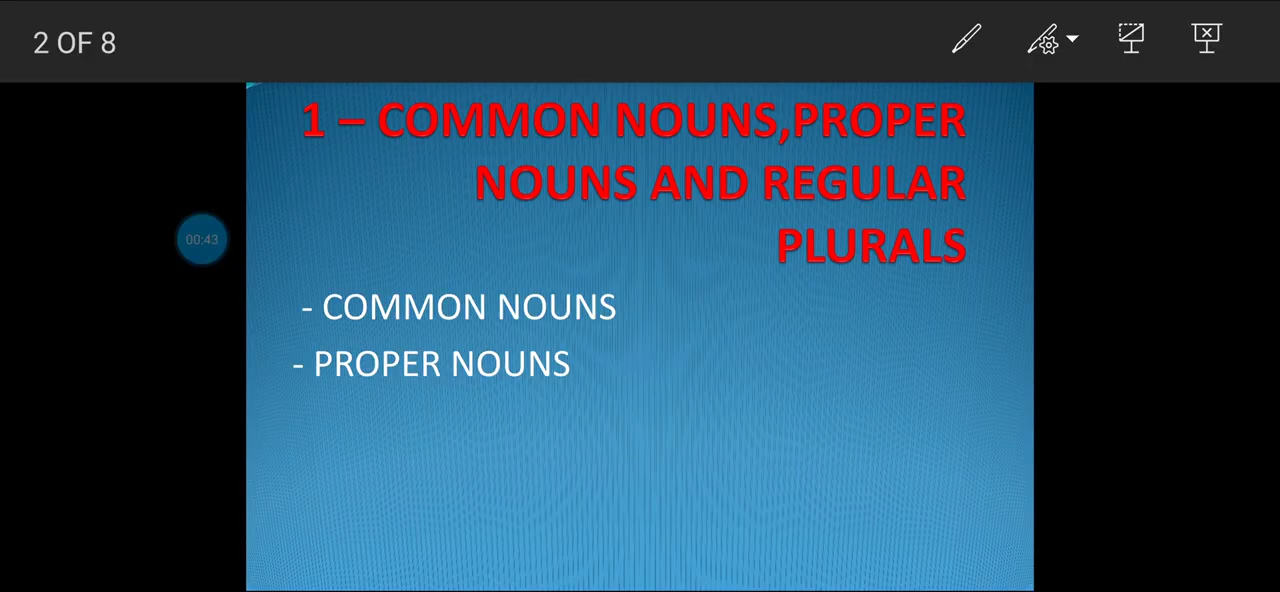 2 OF 8
1 – COMMON NOUNS,PROPER
NOUNS AND REGULAR
PLURALS
00:43
- COMMON NOUNS
- PROPER NOUNS